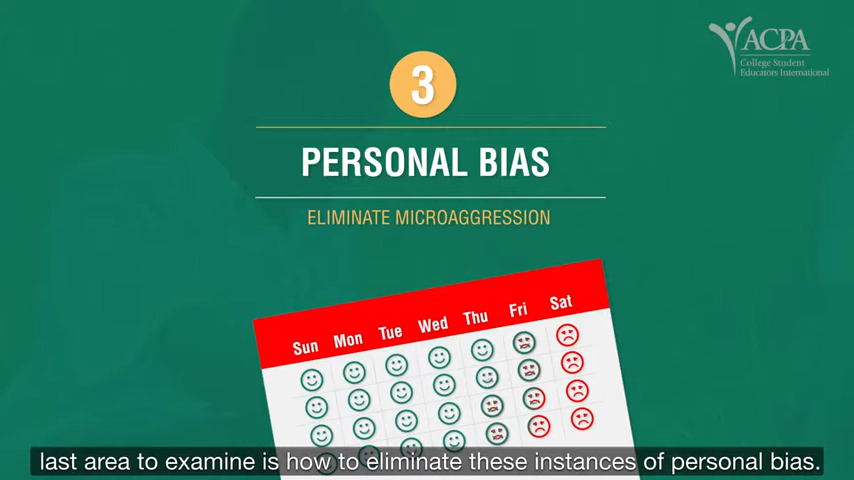 ACPA
College Student
Educators International
3
PERSONAL BIAS
ELIMINATE MICROAGGRESSION
Sun Mon Tue Wed Thu Fri Sat
last area to examine is how to eliminate these instances of personal bias.